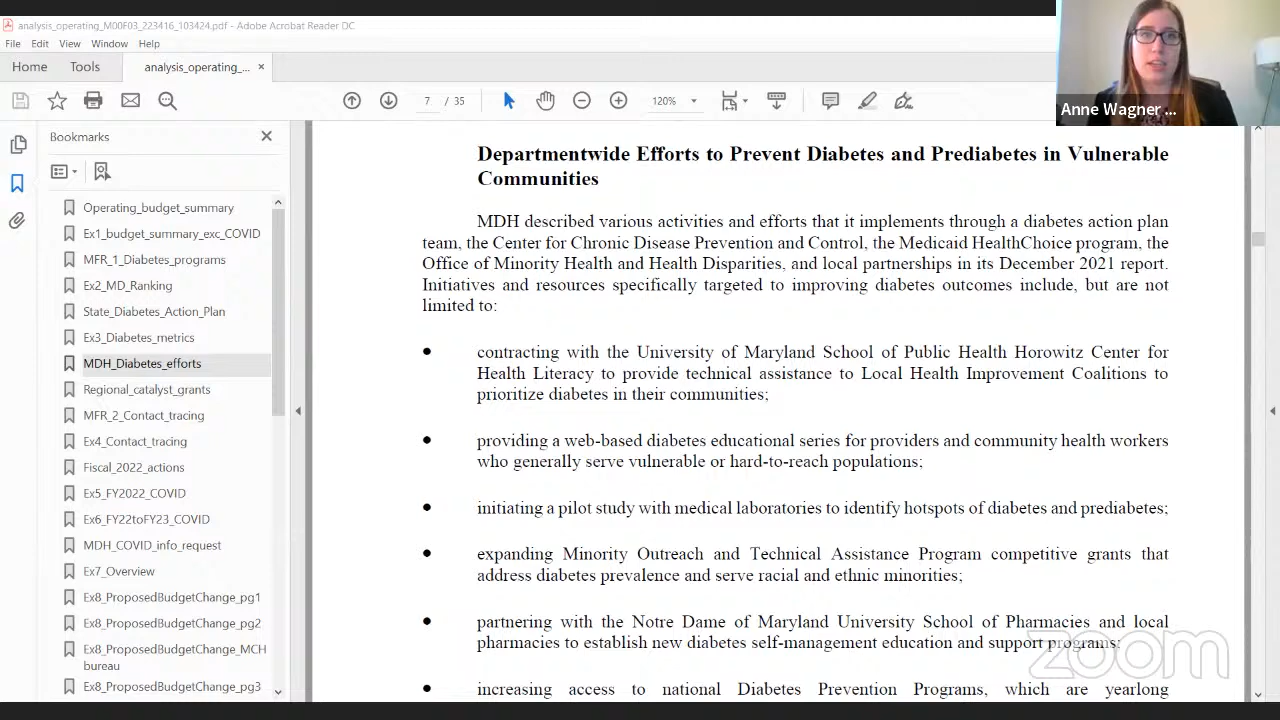 analysis_operating_M00F03_223416_103424.pdf - Adobe Acrobat Reader DC
File Edit View Window Help
Home Tools analysis_operating_... ×
7 / 35 120%
Anne Wagner ...
Bookmarks
Operating_budget_summary
Ex1_budget_summary_exc_COVID
MFR_1_Diabetes_programs
Ex2_MD_Ranking
State_Diabetes_Action_Plan
Ex3_Diabetes_metrics
MDH_Diabetes_efforts
Regional_catalyst_grants
MFR_2_Contact_tracing
Ex4_Contact_tracing
Fiscal_2022_actions
Ex5_FY2022_COVID
Ex6_FY22toFY23_COVID
MDH_COVID_info_request
Ex7_Overview
Ex8_ProposedBudgetChange_pg1
Ex8_ProposedBudgetChange_pg2
Ex8_ProposedBudgetChange_MCH
bureau
Ex8_ProposedBudgetChange_pg3
Departmentwide Efforts to Prevent Diabetes and Prediabetes in Vulnerable
Communities
MDH described various activities and efforts that it implements through a diabetes action plan
team, the Center for Chronic Disease Prevention and Control, the Medicaid HealthChoice program, the
Office of Minority Health and Health Disparities, and local partnerships in its December 2021 report.
Initiatives and resources specifically targeted to improving diabetes outcomes include, but are not
limited to:
• contracting with the University of Maryland School of Public Health Horowitz Center for
Health Literacy to provide technical assistance to Local Health Improvement Coalitions to
prioritize diabetes in their communities;
• providing a web-based diabetes educational series for providers and community health workers
who generally serve vulnerable or hard-to-reach populations;
• initiating a pilot study with medical laboratories to identify hotspots of diabetes and prediabetes;
• expanding Minority Outreach and Technical Assistance Program competitive grants that
address diabetes prevalence and serve racial and ethnic minorities;
• partnering with the Notre Dame of Maryland University School of Pharmacies and local
pharmacies to establish new diabetes self-management education and support programs;
• increasing access to national Diabetes Prevention Programs, which are yearlong
zoom